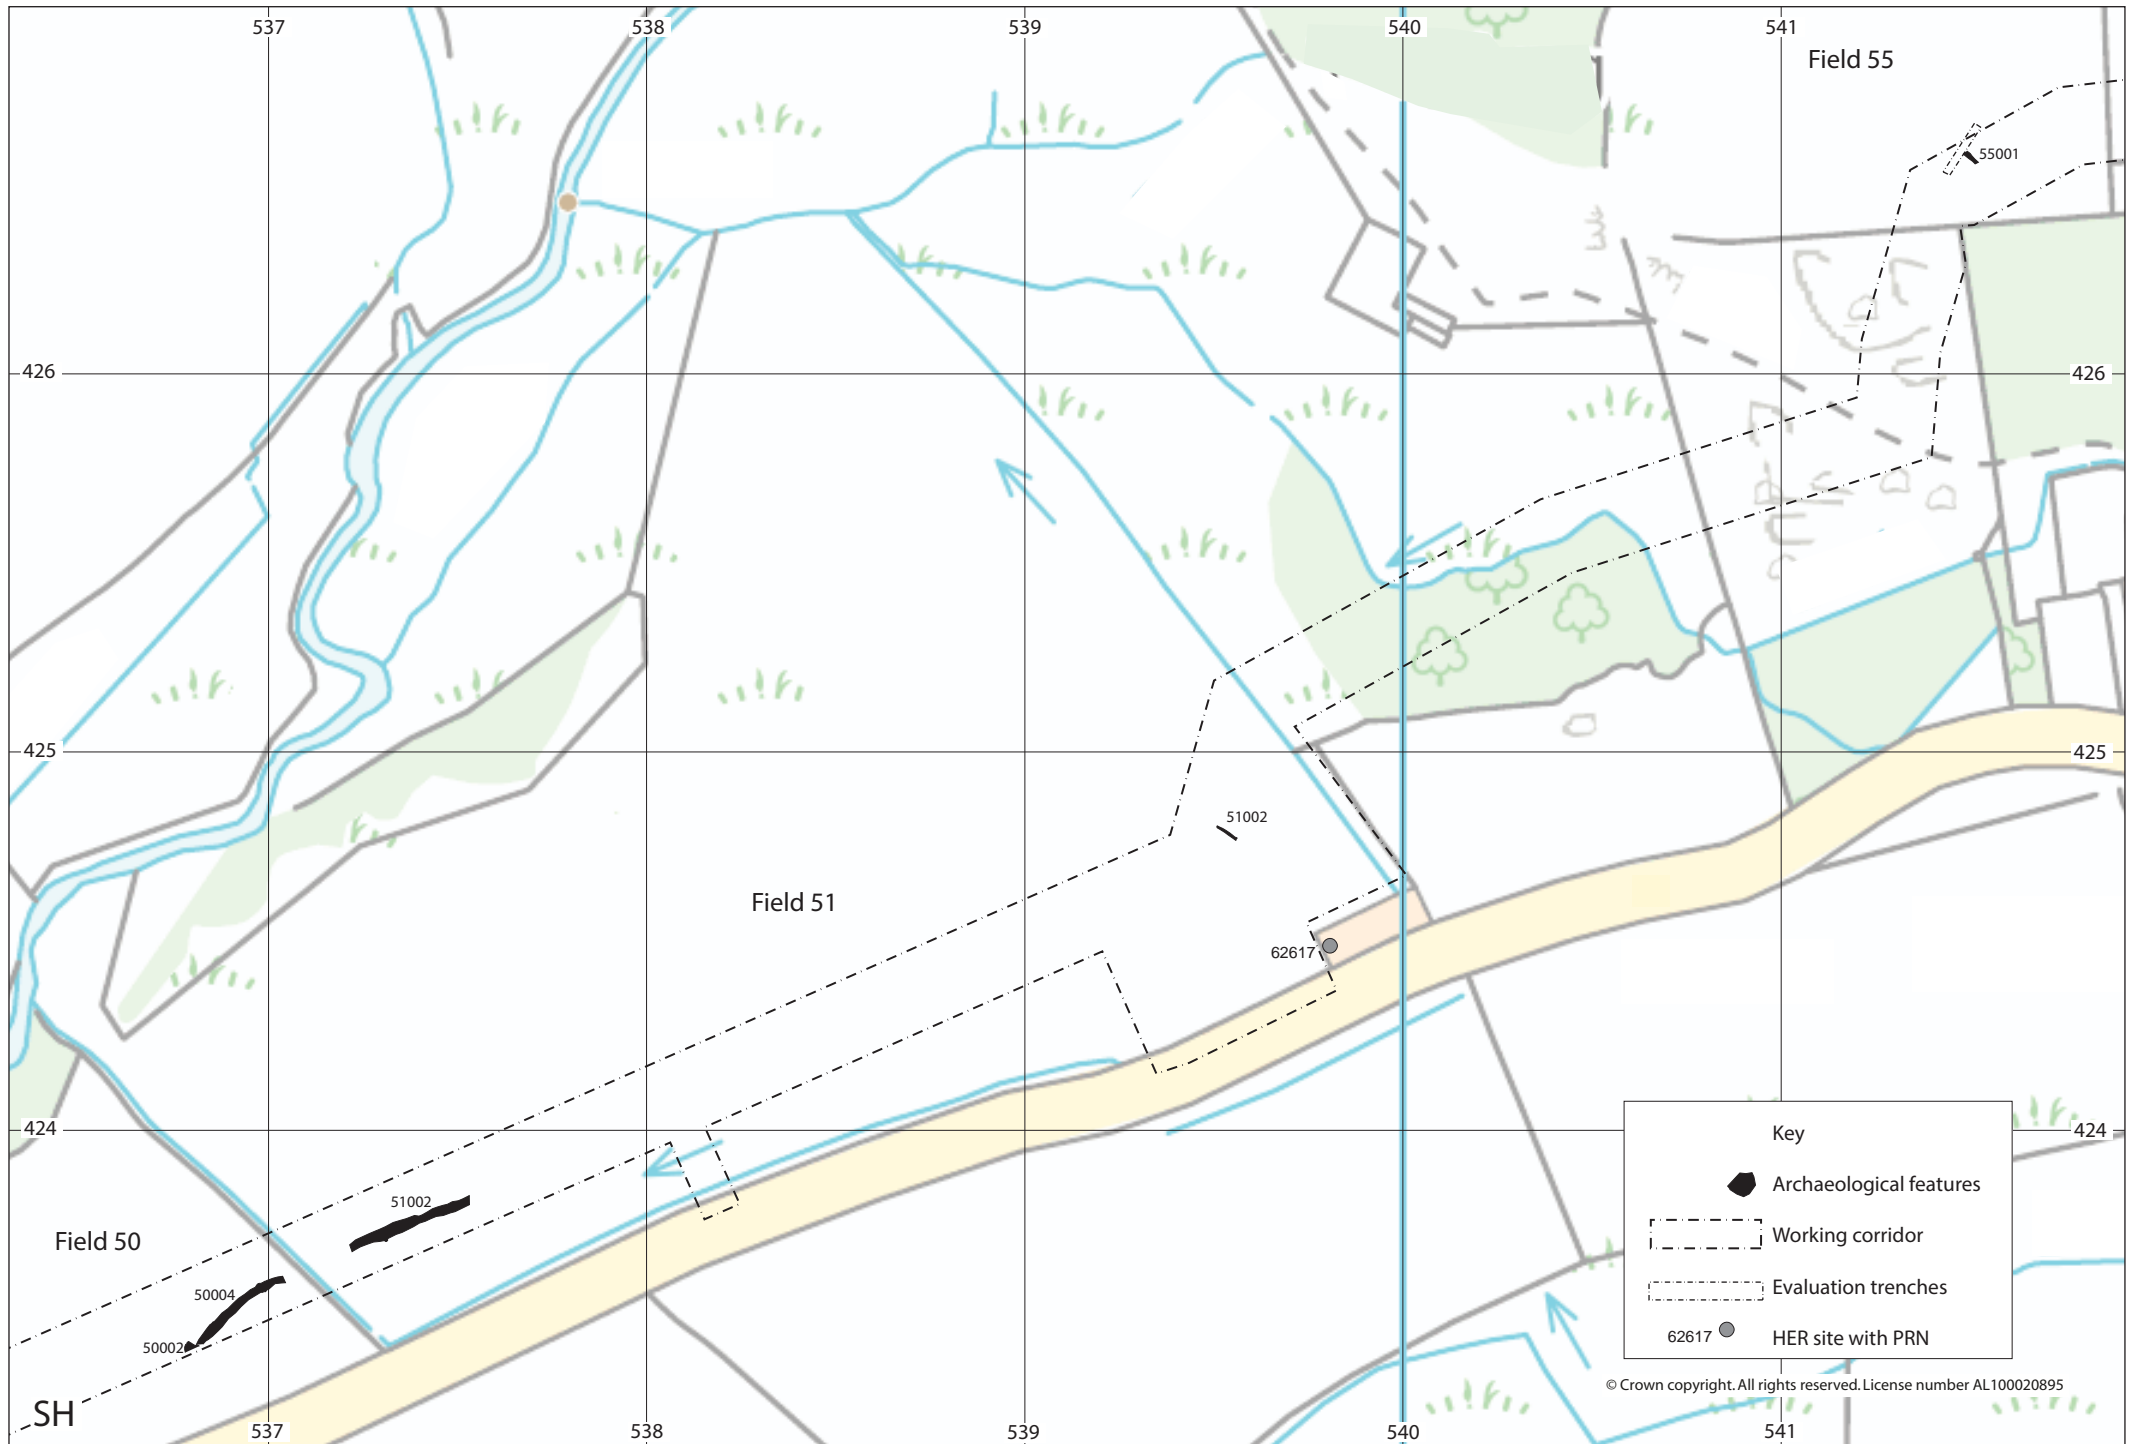 537
538
539
540
541
Field 55
55001
426
426
425
425
51002
Field 51
62617
424
424
51002
Field 50
50004
50002
SH
537
538
539
540
541
Key
Archaeological features
Working corridor
Evaluation trenches
62617
HER site with PRN
© Crown copyright. All rights reserved. License number AL100020895